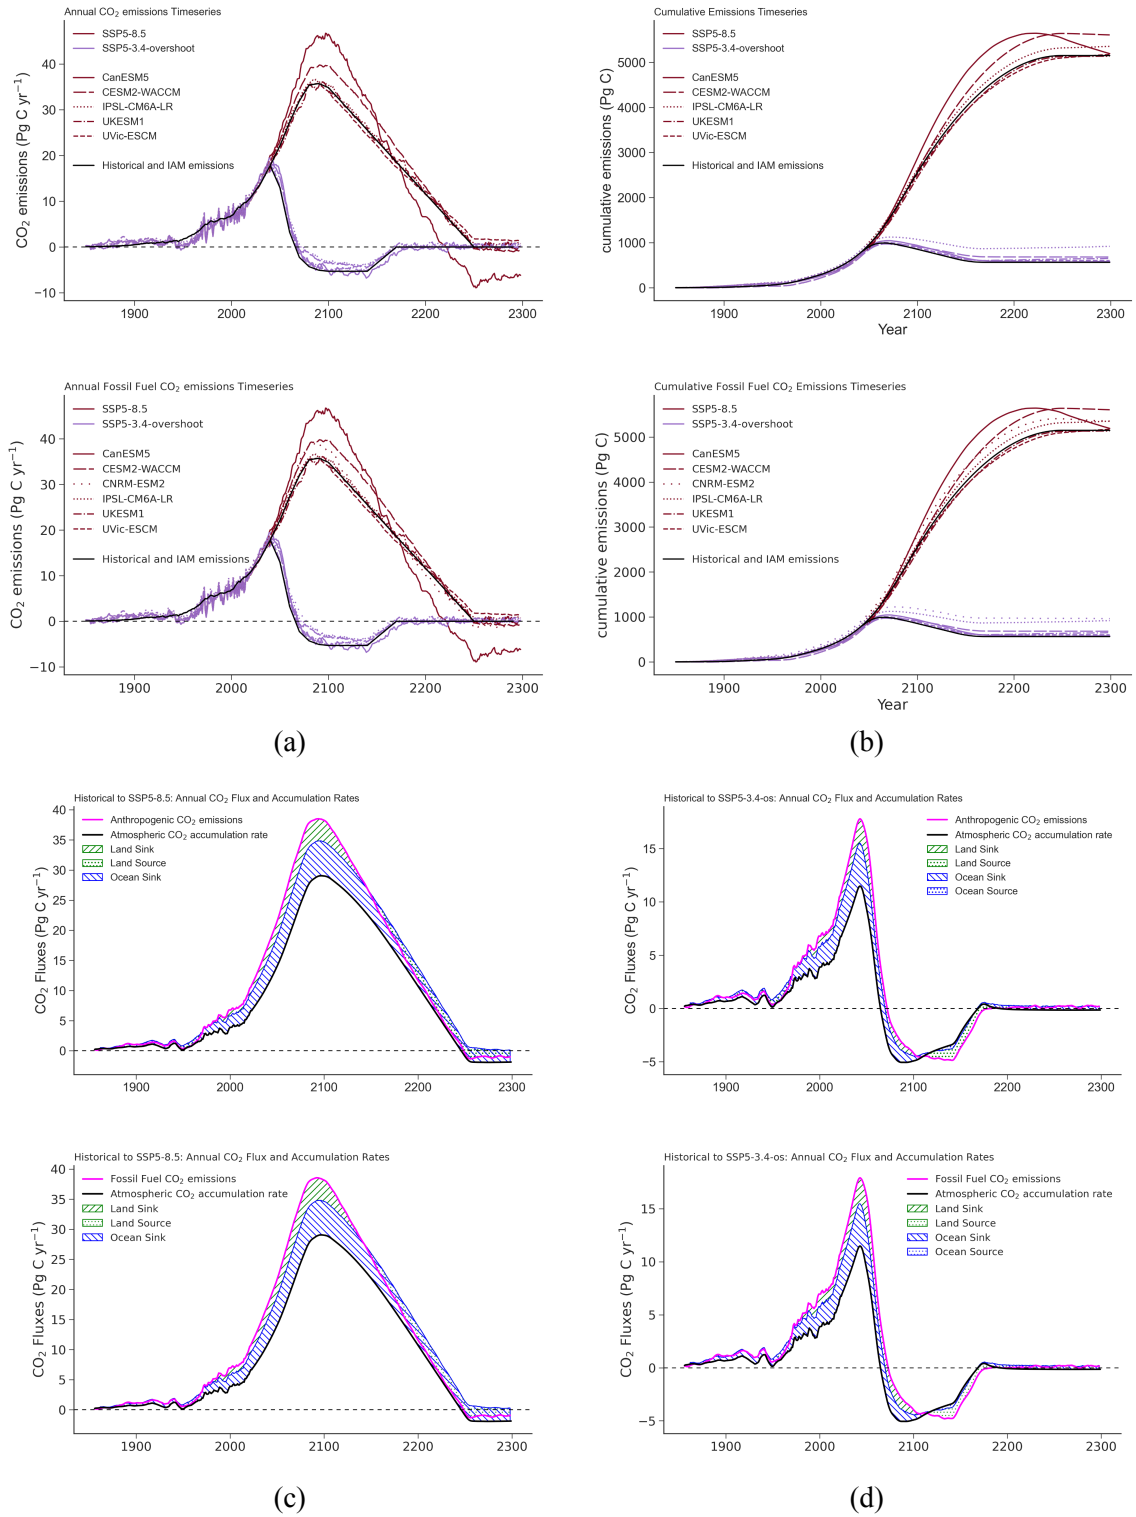 Annual CO₂ emissions Timeseries
SSP5-8.5
SSP5-3.4-overshoot
CanESM5
CESM2-WACCM
IPSL-CM6A-LR
UKESM1
UVic-ESCM
Historical and IAM emissions
CO₂ emissions (Pg C yr⁻¹)
40
30
20
10
0
−10
1900
2000
2100
2200
2300
Cumulative Emissions Timeseries
SSP5-8.5
SSP5-3.4-overshoot
CanESM5
CESM2-WACCM
IPSL-CM6A-LR
UKESM1
UVic-ESCM
Historical and IAM emissions
cumulative emissions (Pg C)
5000
4000
3000
2000
1000
0
1900
2000
2100
2200
2300
Year
Annual Fossil Fuel CO₂ emissions Timeseries
SSP5-8.5
SSP5-3.4-overshoot
CanESM5
CESM2-WACCM
CNRM-ESM2
IPSL-CM6A-LR
UKESM1
UVic-ESCM
Historical and IAM emissions
CO₂ emissions (Pg C yr⁻¹)
40
30
20
10
0
−10
1900
2000
2100
2200
2300
(a)
Cumulative Fossil Fuel CO₂ Emissions Timeseries
SSP5-8.5
SSP5-3.4-overshoot
CanESM5
CESM2-WACCM
CNRM-ESM2
IPSL-CM6A-LR
UKESM1
UVic-ESCM
Historical and IAM emissions
cumulative emissions (Pg C)
5000
4000
3000
2000
1000
0
1900
2000
2100
2200
2300
Year
(b)
Historical to SSP5-8.5: Annual CO₂ Flux and Accumulation Rates
Anthropogenic CO₂ emissions
Atmospheric CO₂ accumulation rate
Land Sink
Land Source
Ocean Sink
CO₂ Fluxes (Pg C yr⁻¹)
40
35
30
25
20
15
10
5
0
1900
2000
2100
2200
2300
Historical to SSP5-3.4-os: Annual CO₂ Flux and Accumulation Rates
Anthropogenic CO₂ emissions
Atmospheric CO₂ accumulation rate
Land Sink
Land Source
Ocean Sink
Ocean Source
CO₂ Fluxes (Pg C yr⁻¹)
15
10
5
0
−5
1900
2000
2100
2200
2300
Historical to SSP5-8.5: Annual CO₂ Flux and Accumulation Rates
Fossil Fuel CO₂ emissions
Atmospheric CO₂ accumulation rate
Land Sink
Land Source
Ocean Sink
CO₂ Fluxes (Pg C yr⁻¹)
40
35
30
25
20
15
10
5
0
1900
2000
2100
2200
2300
(c)
Historical to SSP5-3.4-os: Annual CO₂ Flux and Accumulation Rates
Fossil Fuel CO₂ emissions
Atmospheric CO₂ accumulation rate
Land Sink
Land Source
Ocean Sink
Ocean Source
CO₂ Fluxes (Pg C yr⁻¹)
15
10
5
0
−5
1900
2000
2100
2200
2300
(d)